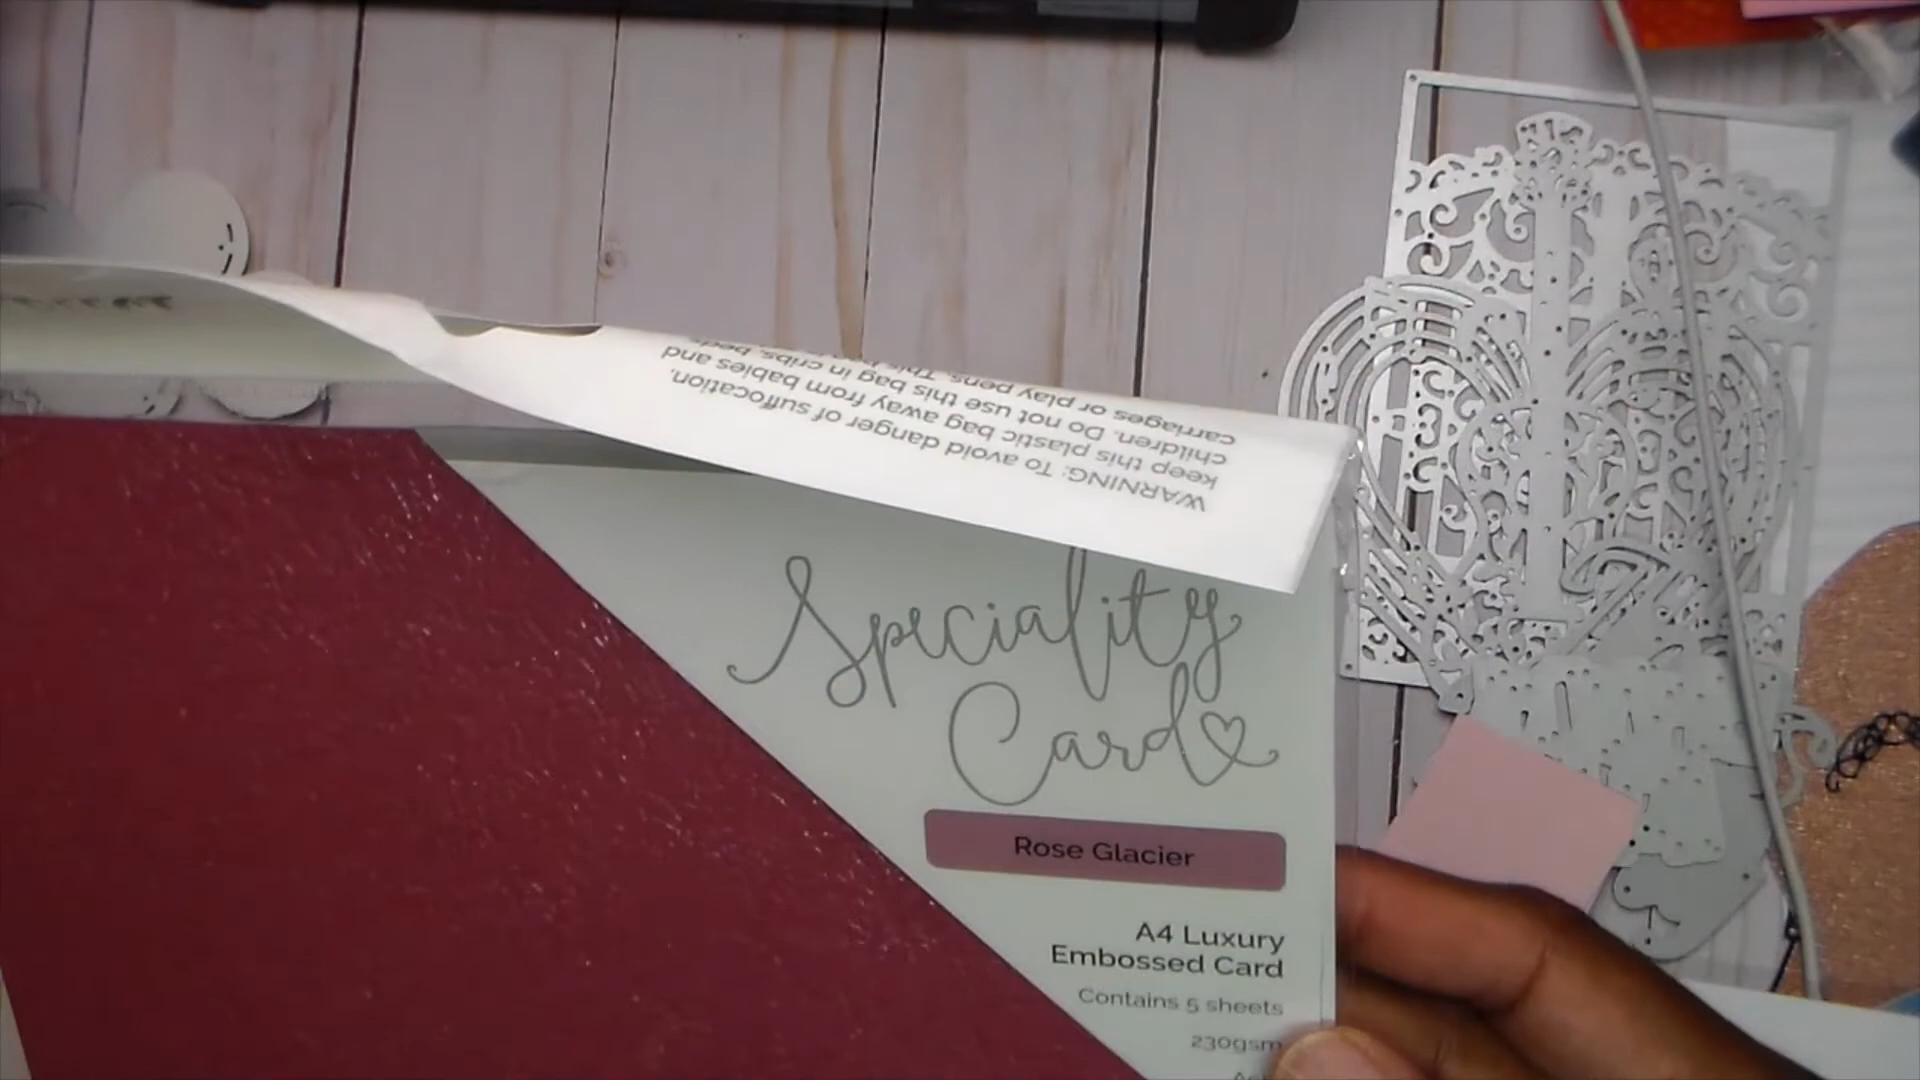 WARNING: To avoid danger of suffocation,
keep this plastic bag away from babies and
children. Do not use this bag in cribs, beds,
carriages or play pens. This
Speciality
Card
Rose Glacier
A4 Luxury
Embossed Card
Contains 5 sheets
230gsm